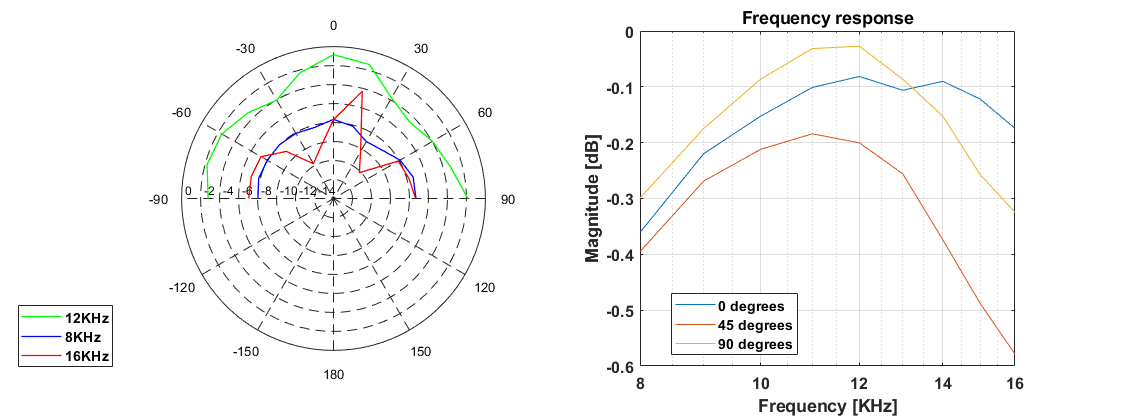 0
-30
30
-60
60
-90
0 -2 -4 -6 -8 -10 -12 -14
90
-120
120
-150
150
180
12KHz
8KHz
16KHz
Frequency response
Magnitude [dB]
0
-0.1
-0.2
-0.3
-0.4
-0.5
-0.6
0 degrees
45 degrees
90 degrees
8 10 12 14 16
Frequency [KHz]